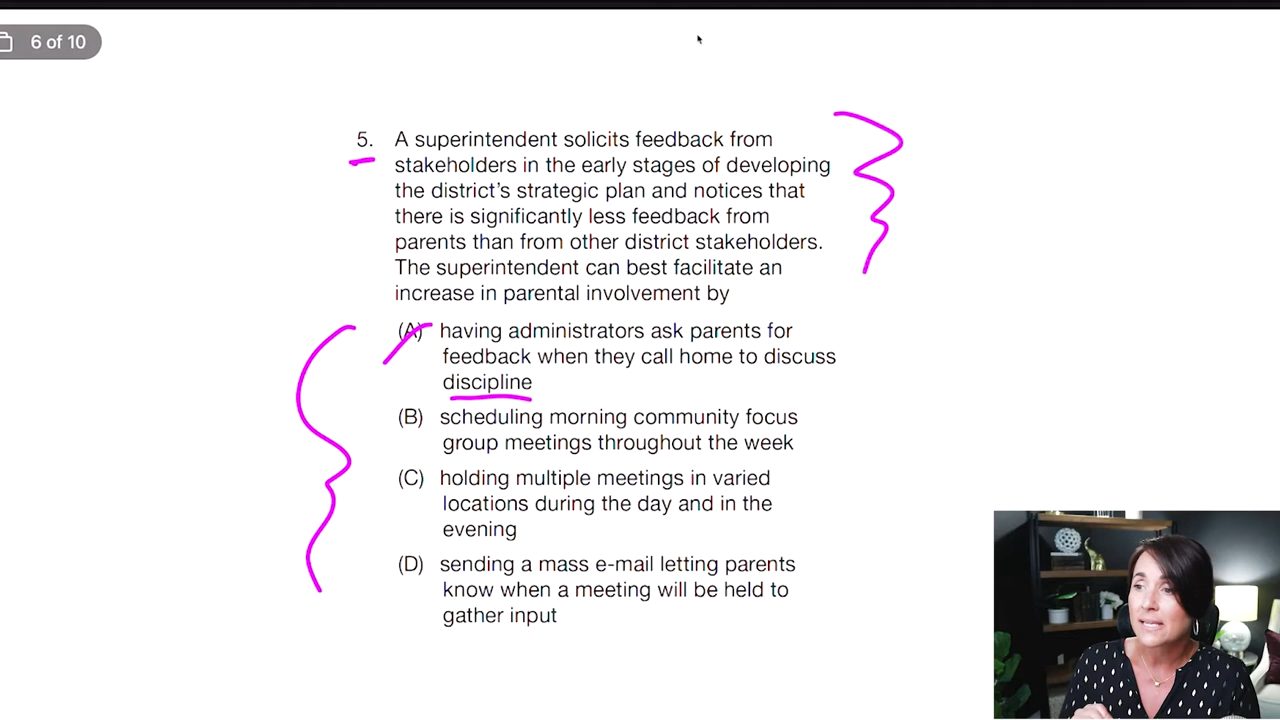 6 of 10
5. A superintendent solicits feedback from
stakeholders in the early stages of developing
the district's strategic plan and notices that
there is significantly less feedback from
parents than from other district stakeholders.
The superintendent can best facilitate an
increase in parental involvement by
(A) having administrators ask parents for
feedback when they call home to discuss
discipline
(B) scheduling morning community focus
group meetings throughout the week
(C) holding multiple meetings in varied
locations during the day and in the
evening
(D) sending a mass e-mail letting parents
know when a meeting will be held to
gather input